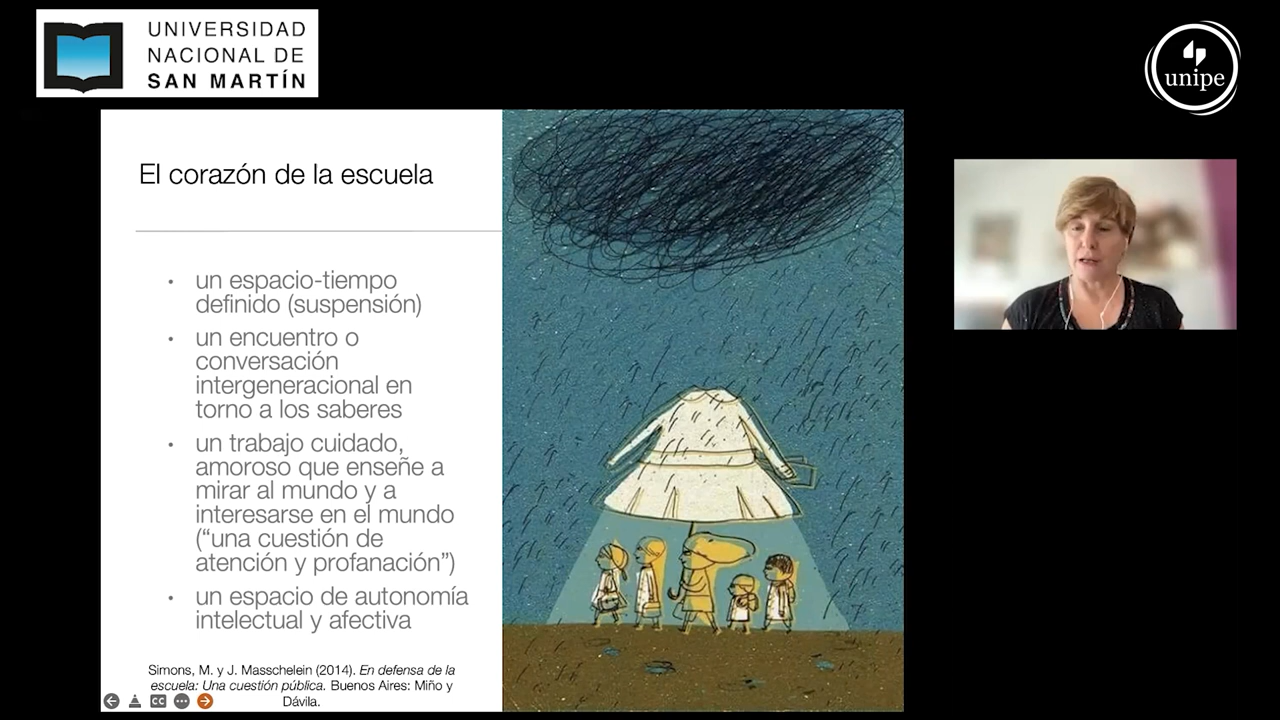 UNIVERSIDAD
NACIONAL DE
SAN MARTÍN
unipe
El corazón de la escuela
• un espacio-tiempo
definido (suspensión)
• un encuentro o
conversación
intergeneracional en
torno a los saberes
• un trabajo cuidado,
amoroso que enseñe a
mirar al mundo y a
interesarse en el mundo
(“una cuestión de
atención y profanación”)
• un espacio de autonomía
intelectual y afectiva
Simons, M. y J. Masschelein (2014). En defensa de la
escuela: Una cuestión pública. Buenos Aires: Miño y
Dávila.
CC